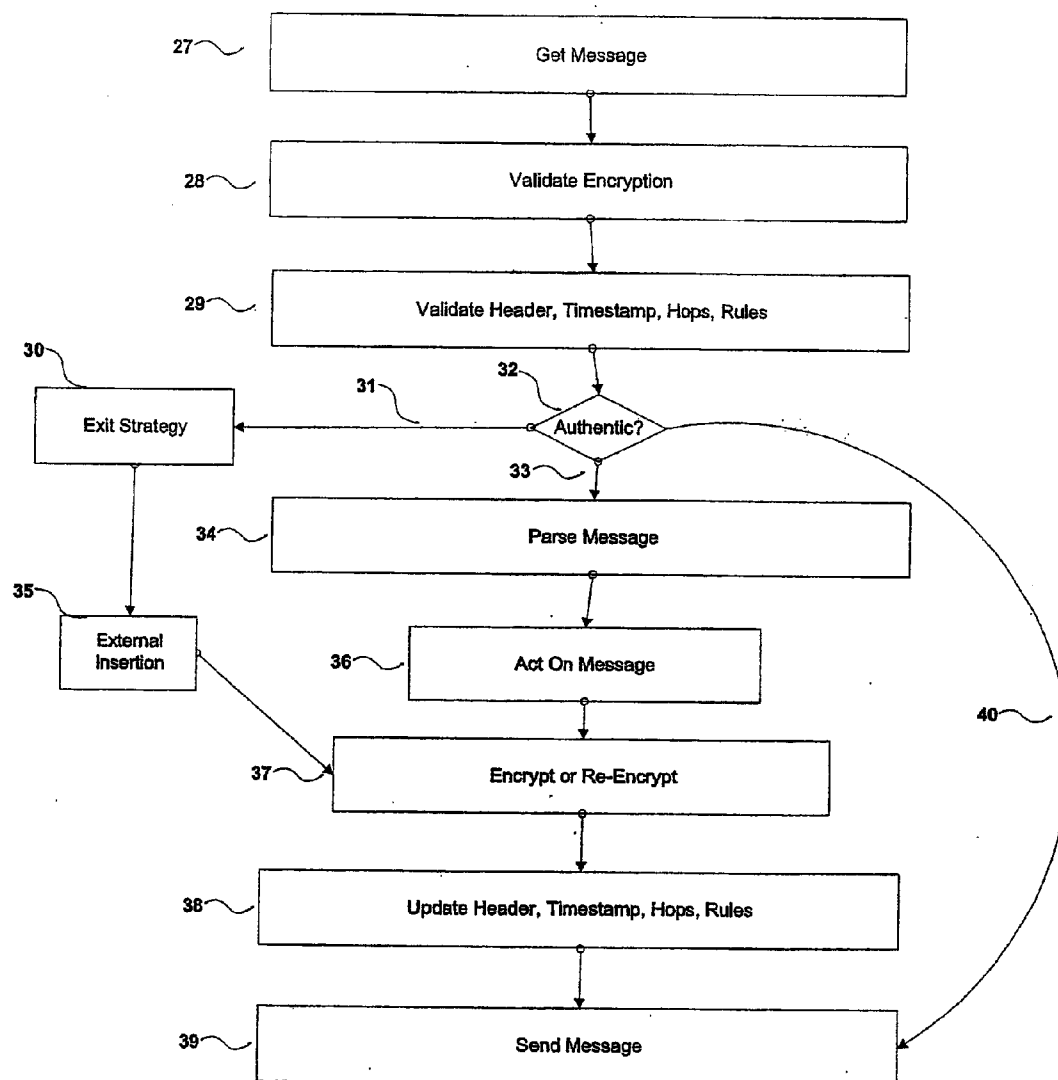 27
Get Message
28
Validate Encryption
29
Validate Header, Timestamp, Hops, Rules
30
31
32
Exit Strategy
Authentic?
33
34
Parse Message
35
External
Insertion
36
Act On Message
40
37
Encrypt or Re-Encrypt
38
Update Header, Timestamp, Hops, Rules
39
Send Message